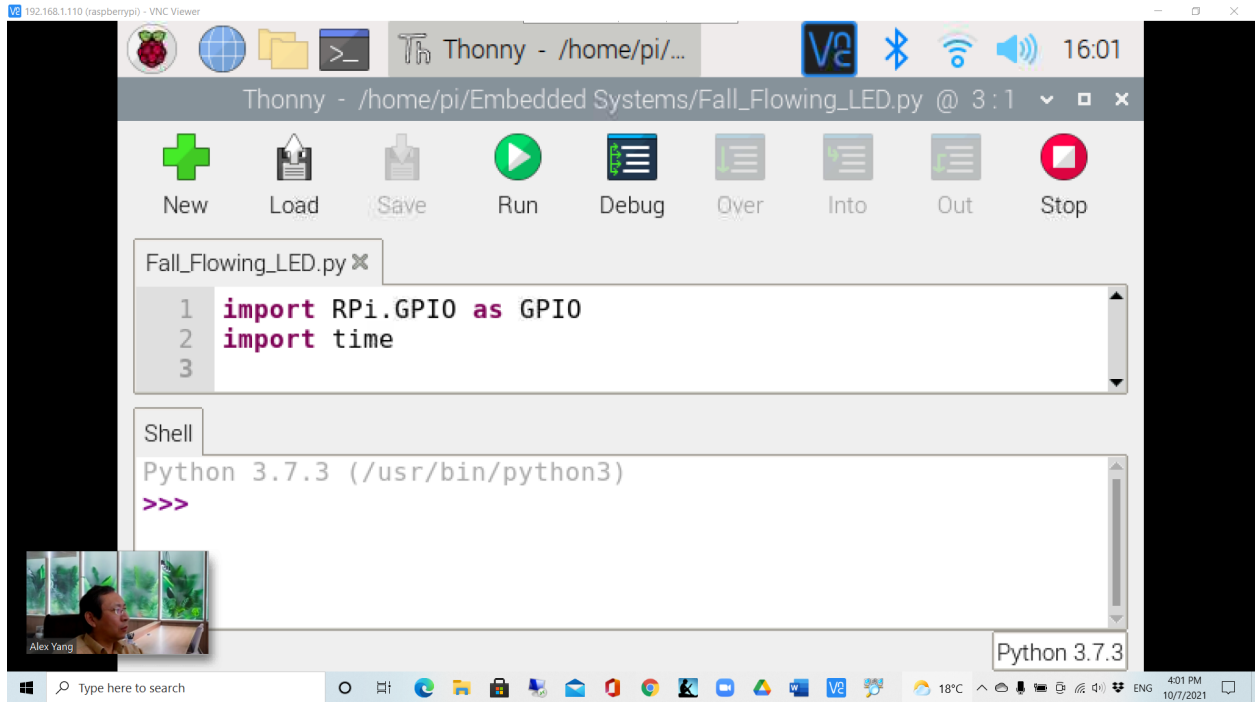 192.168.1.110 (raspberrypi) - VNC Viewer
Thonny - /home/pi/...
16:01
Thonny - /home/pi/Embedded Systems/Fall_Flowing_LED.py @ 3:1
New Load Save Run Debug Over Into Out Stop
Fall_Flowing_LED.py
1 import RPi.GPIO as GPIO
2 import time
3
Shell
Python 3.7.3 (/usr/bin/python3)
>>>
Alex Yang
Python 3.7.3
Type here to search
18°C
ENG
4:01 PM
10/7/2021